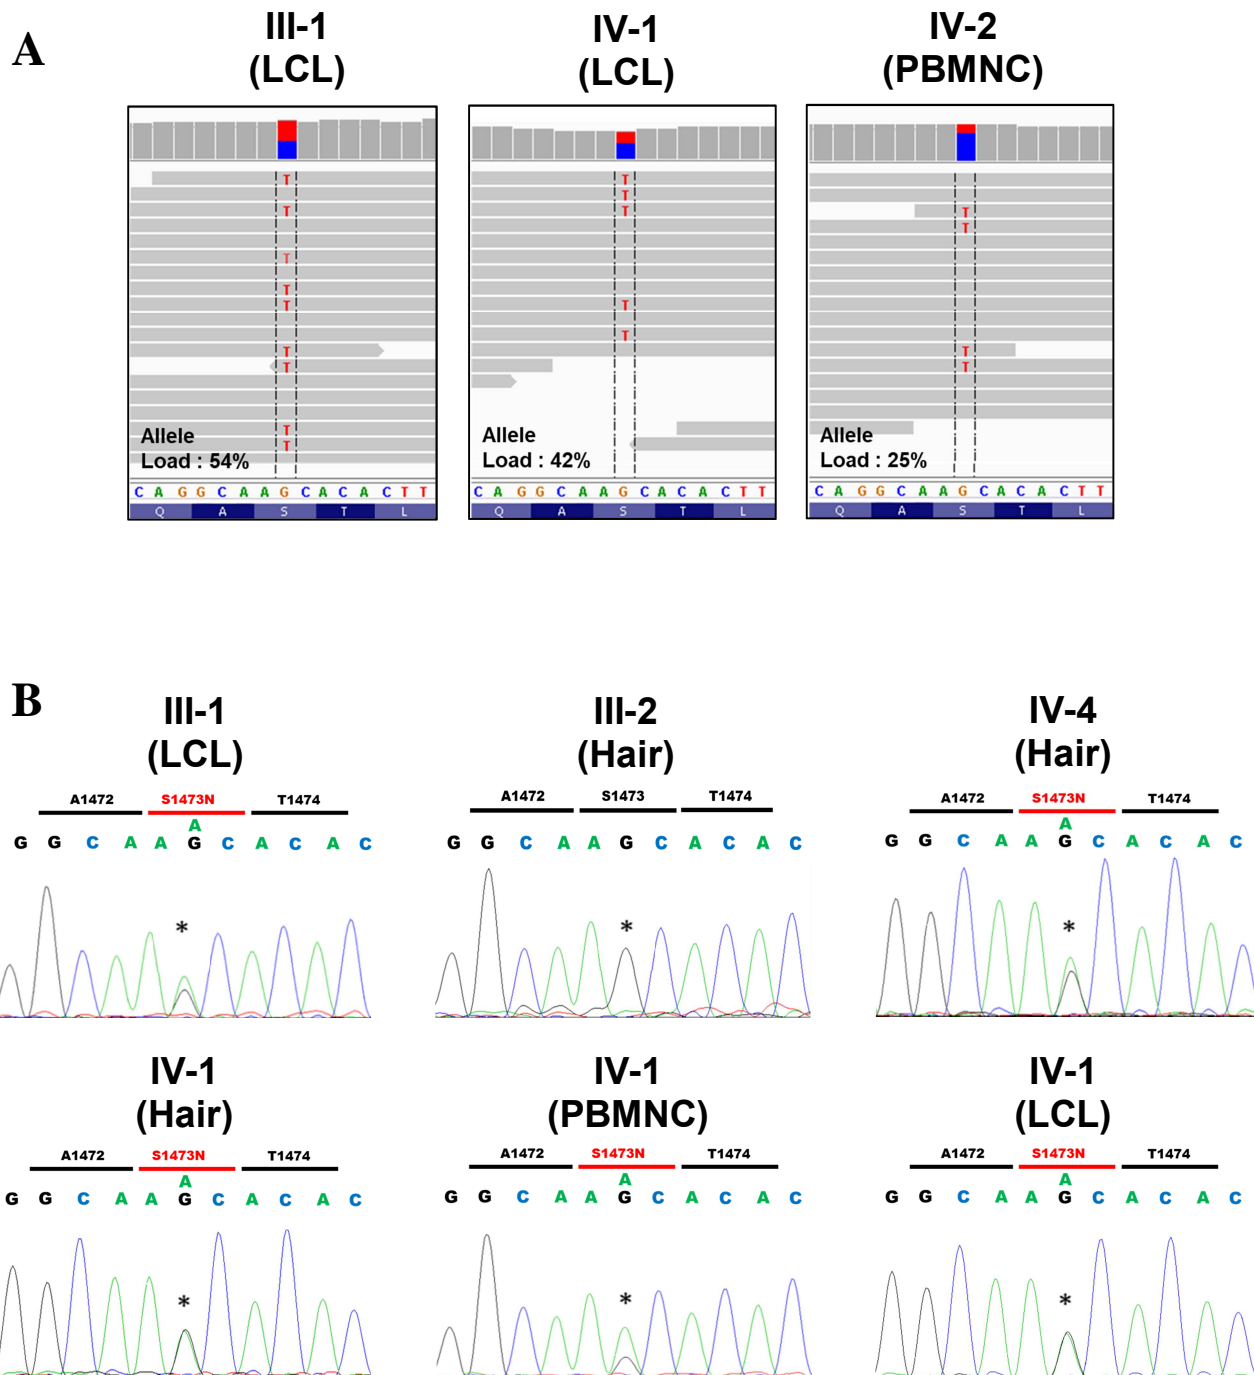 A
III-1
(LCL)
IV-1
(LCL)
IV-2
(PBMNC)
T
T
T
T
T
T
T
T
T
Allele
Load : 54%
C A G G C A A G C A C A C T T
Q A S T L
T
T
T
T
T
Allele
Load : 42%
C A G G C A A G C A C A C T T
Q A S T L
T
T
T
T
Allele
Load : 25%
C A G G C A A G C A C A C T T
Q A S T L
B
III-1
(LCL)
A1472 S1473N T1474
A
G G C A A G C A C A C
*
III-2
(Hair)
A1472 S1473 T1474
G G C A A G C A C A C
*
IV-4
(Hair)
A1472 S1473N T1474
A
G G C A A G C A C A C
*
IV-1
(Hair)
A1472 S1473N T1474
A
G G C A A G C A C A C
*
IV-1
(PBMNC)
A1472 S1473N T1474
A
G G C A A G C A C A C
*
IV-1
(LCL)
A1472 S1473N T1474
A
G G C A A G C A C A C
*